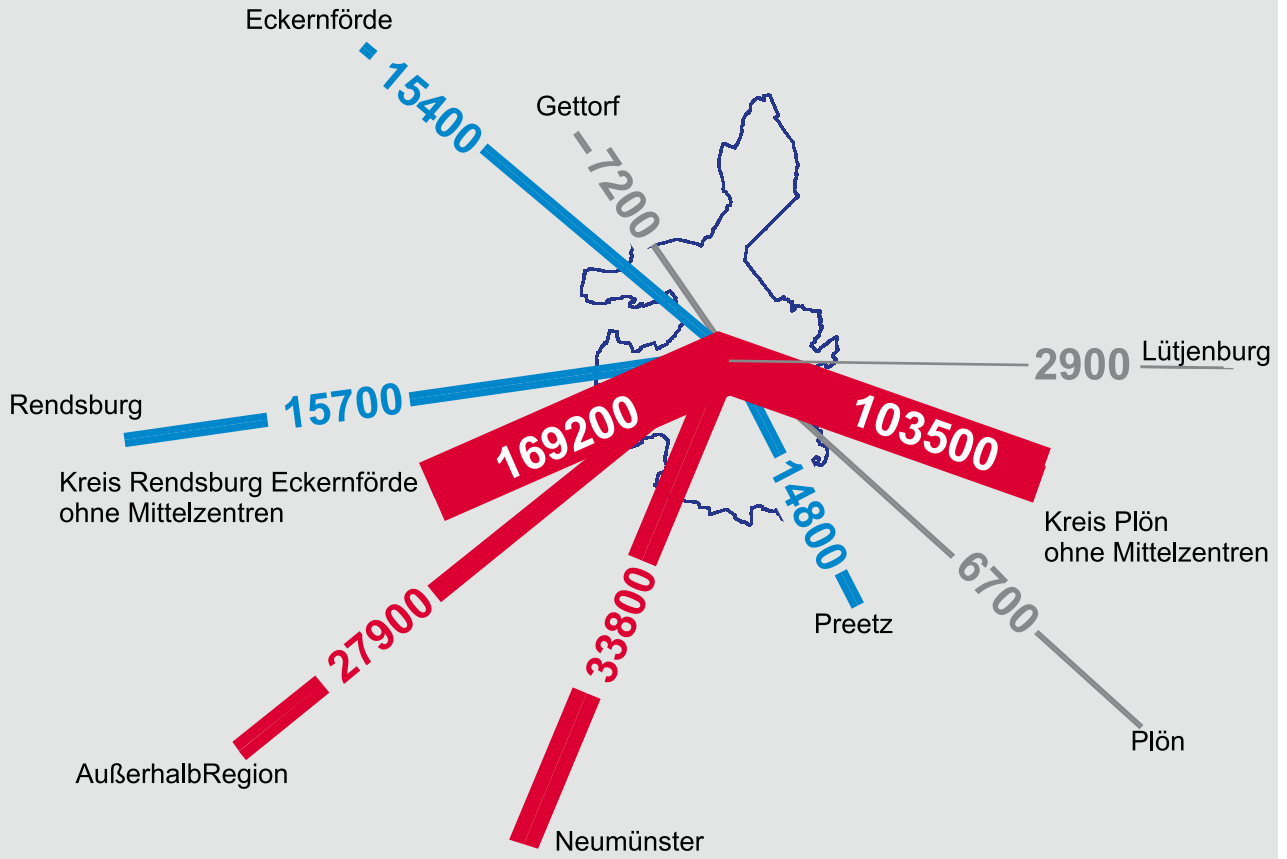 Eckernförde
15400
Gettorf
7200
2900
Lütjenburg
Rendsburg
15700
169200
103500
Kreis Rendsburg Eckernförde
ohne Mittelzentren
14800
Kreis Plön
ohne Mittelzentren
6700
27900
33800
Preetz
Plön
AußerhalbRegion
Neumünster